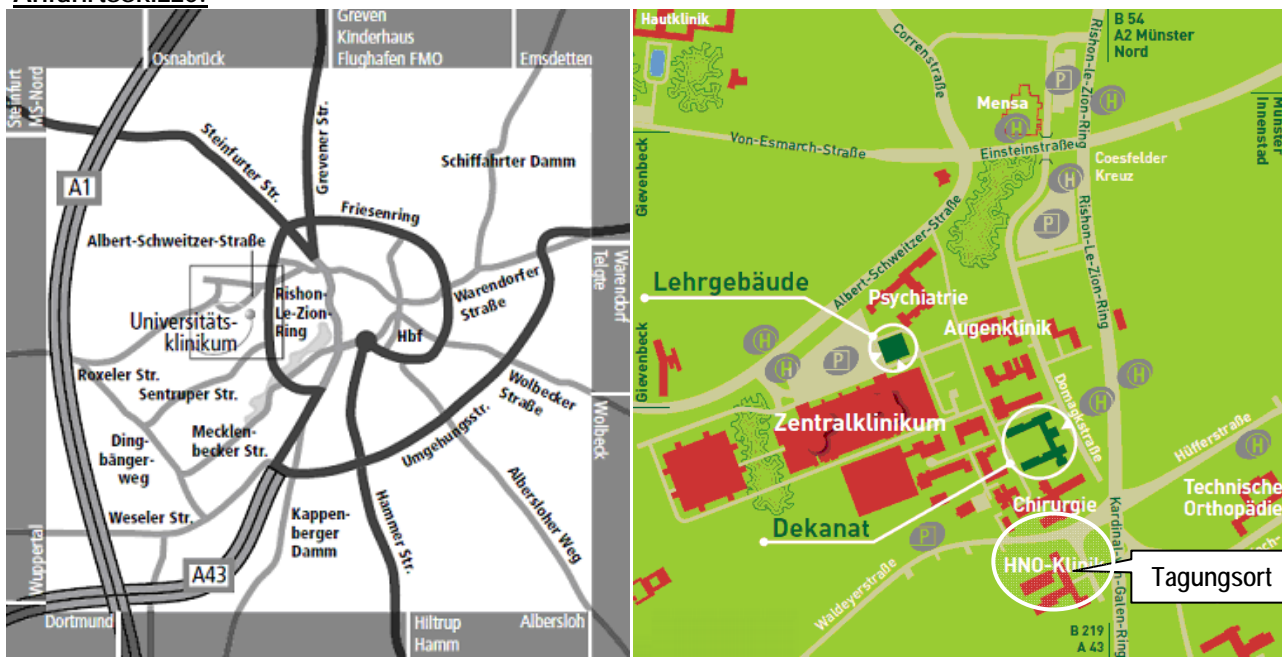 Anfahrtsskizze:
Greven
Kinderhaus
Flughafen FMO
Osnabrück
Emsdetten
Steinfurt
MS-Nord
Steinfurter Str.
Grevener Str.
Schiffahrter Damm
A1
Friesenring
Albert-Schweitzer-Straße
Rishon-
Le-Zion-
Ring
Universitäts-
klinikum
Hbf
Warendorfer
Straße
Warendorf
Telgte
Roxeler Str.
Sentruper Str.
Wolbecker
Straße
Wolbeck
Mecklen-
becker Str.
Umgehungsstr.
Ding-
bänger-
weg
Weseler Str.
Kappen-
berger
Damm
Hammer Str.
Albersloher Weg
Wuppertal
A43
Dortmund
Hiltrup
Hamm
Albersloh
Hautklinik
Correnstraße
Rishon-le-Zion-Ring
B 54
A2 Münster
Nord
P
H
Mensa
H
Münster
Innenstad
Von-Esmarch-Straße
Einsteinstraße
Coesfelder
Kreuz
H
Gievenbeck
P
Rishon-Le-Zion-Ring
Albert-Schweitzer-Straße
Lehrgebäude
Psychiatrie
Augenklinik
Gievenbeck
H
H
P
H
H
Domagkstraße
Zentralklinikum
Hüfferstraße
H
Technische
Orthopädie
Chirurgie
Dekanat
P
Waldeyerstraße
HNO-Klinik
Tagungsort
B 219
A 43